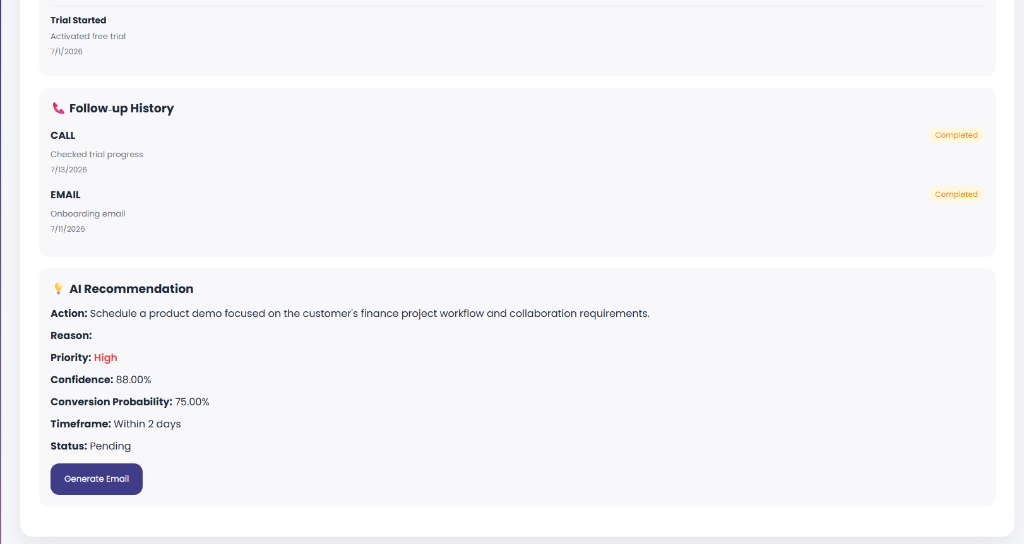 Trial Started
Activated free trial
7/1/2026
Follow-up History
CALL
Completed
Checked trial progress
7/13/2026
EMAIL
Completed
Onboarding email
7/11/2026
AI Recommendation
Action: Schedule a product demo focused on the customer's finance project workflow and collaboration requirements.
Reason:
Priority: High
Confidence: 88.00%
Conversion Probability: 75.00%
Timeframe: Within 2 days
Status: Pending
Generate Email